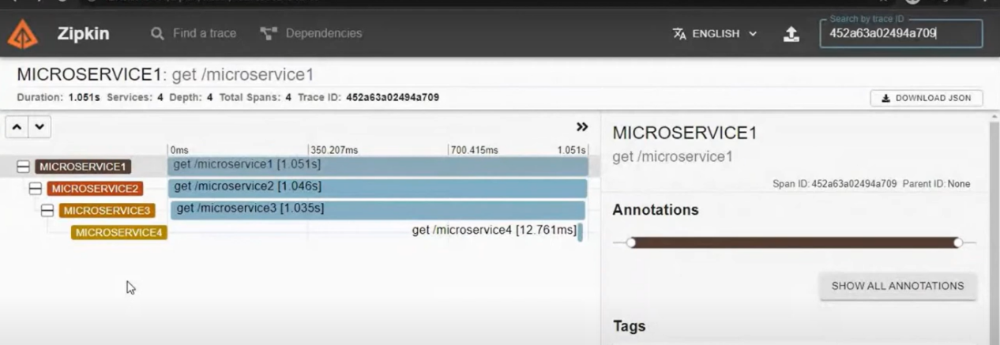 Zipkin
Find a trace
Dependencies
ENGLISH
Search by trace ID
452a63a02494a709
MICROSERVICE1: get /microservice1
Duration: 1.051s Services: 4 Depth: 4 Total Spans: 4 Trace ID: 452a63a02494a709
DOWNLOAD JSON
0ms 350.207ms 700.415ms 1.051s
MICROSERVICE1 get /microservice1 [1.051s]
MICROSERVICE2 get /microservice2 [1.046s]
MICROSERVICE3 get /microservice3 [1.035s]
MICROSERVICE4 get /microservice4 [12.761ms]
MICROSERVICE1
get /microservice1
Span ID: 452a63a02494a709 Parent ID: None
Annotations
SHOW ALL ANNOTATIONS
Tags